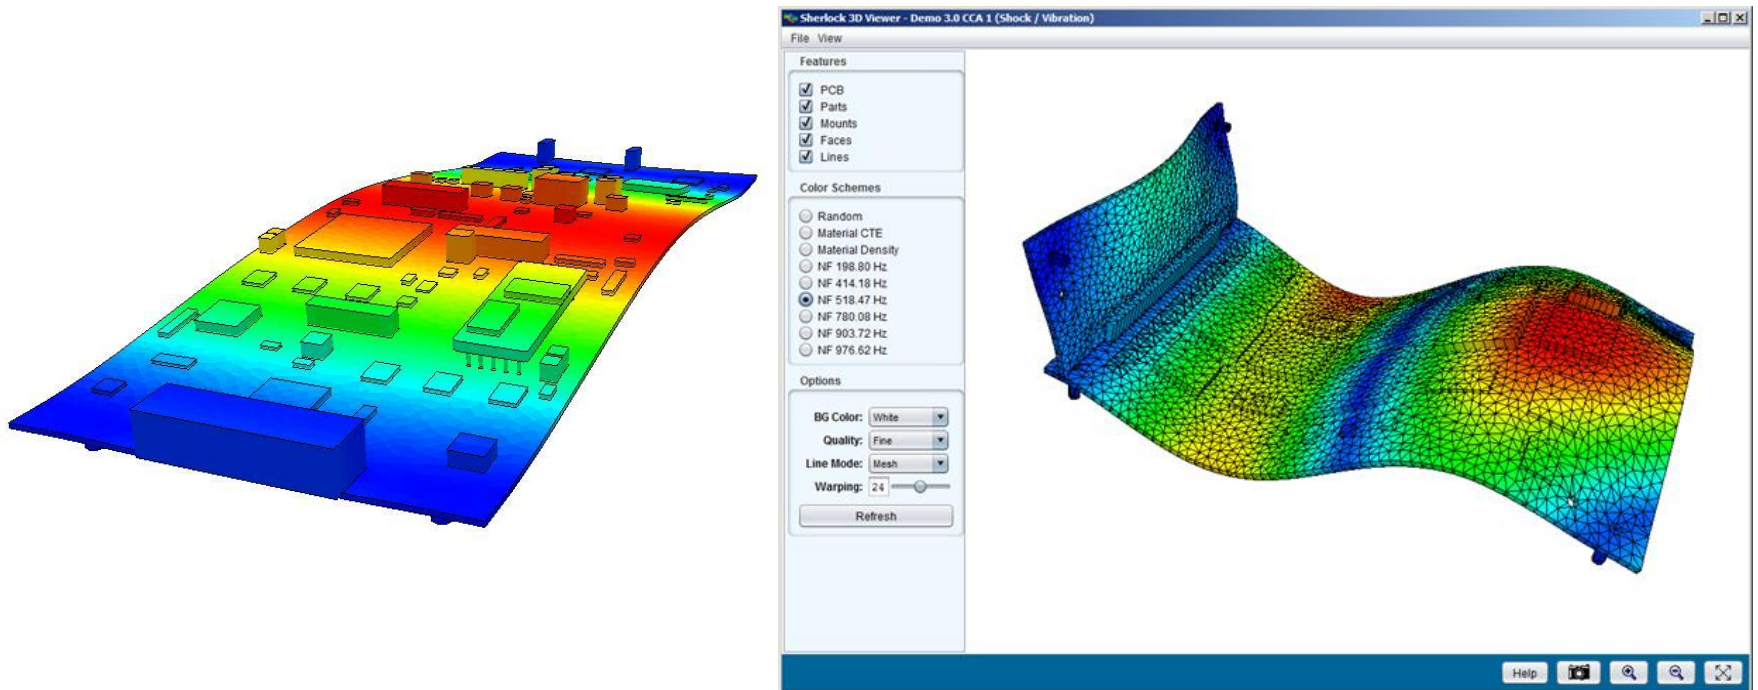 Sherlock 3D Viewer - Demo 3.0 CCA 1 (Shock / Vibration)
File View
Features
PCB
Parts
Mounts
Faces
Lines
Color Schemes
Random
Material CTE
Material Density
NF 198.80 Hz
NF 414.18 Hz
NF 518.47 Hz
NF 780.08 Hz
NF 903.72 Hz
NF 976.62 Hz
Options
BG Color: White
Quality: Fine
Line Mode: Mesh
Warping: 24
Refresh
Help